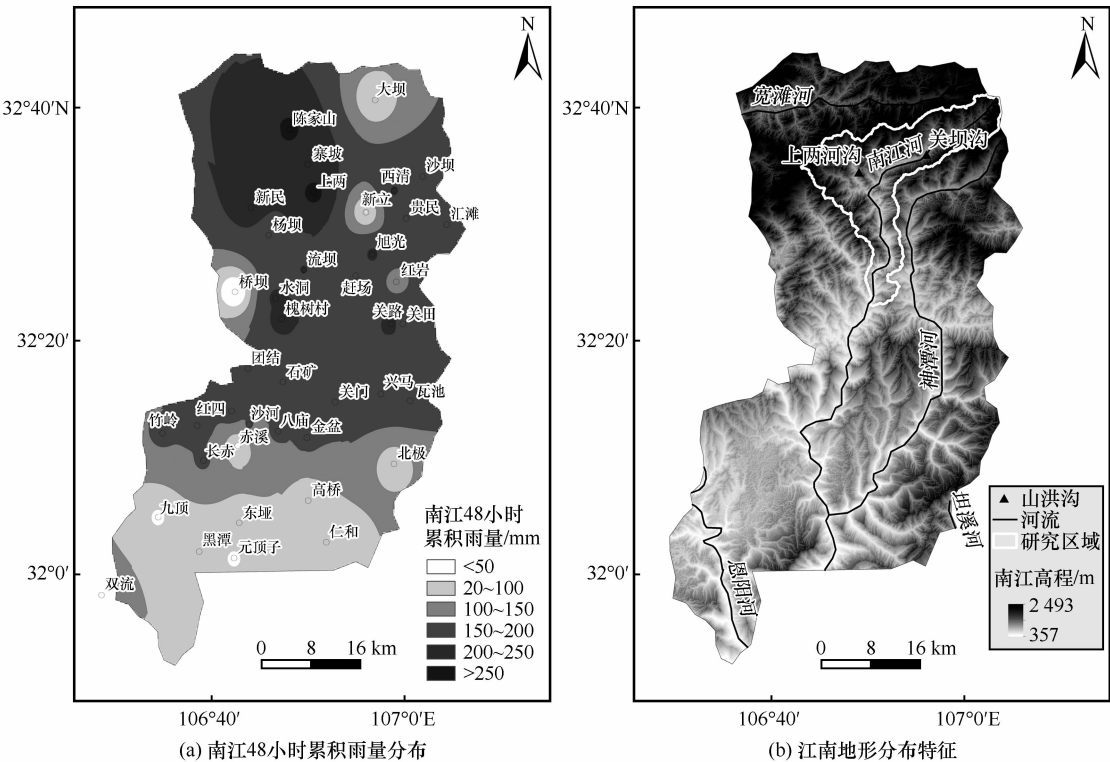 N
32°40′N
32°20′
32°0′
大坝
陈家山
寨坡
沙坝
上两
西清
新民
新立
贵民
汇滩
杨坝
旭光
流坝
红岩
桥坝
水洞
赶场
槐树村
关路
关田
团结
石矿
关门
兴马
瓦池
竹岭
红四
沙河
八庙
金盆
赤溪
长赤
北极
高桥
九顶
东垭
仁和
黑潭
元顶子
双流
南江48小时
累积雨量/mm
<50
20~100
100~150
150~200
200~250
>250
0 8 16 km
106°40′
107°0′E
(a) 南江48小时累积雨量分布
N
32°40′
32°20′
32°0′
宽滩河
上两河沟
南江河
关坝沟
神潭河
坦溪河
恩阳河
山洪沟
河流
研究区域
南江高程/m
2 493
357
0 8 16 km
106°40′
107°0′E
(b) 江南地形分布特征